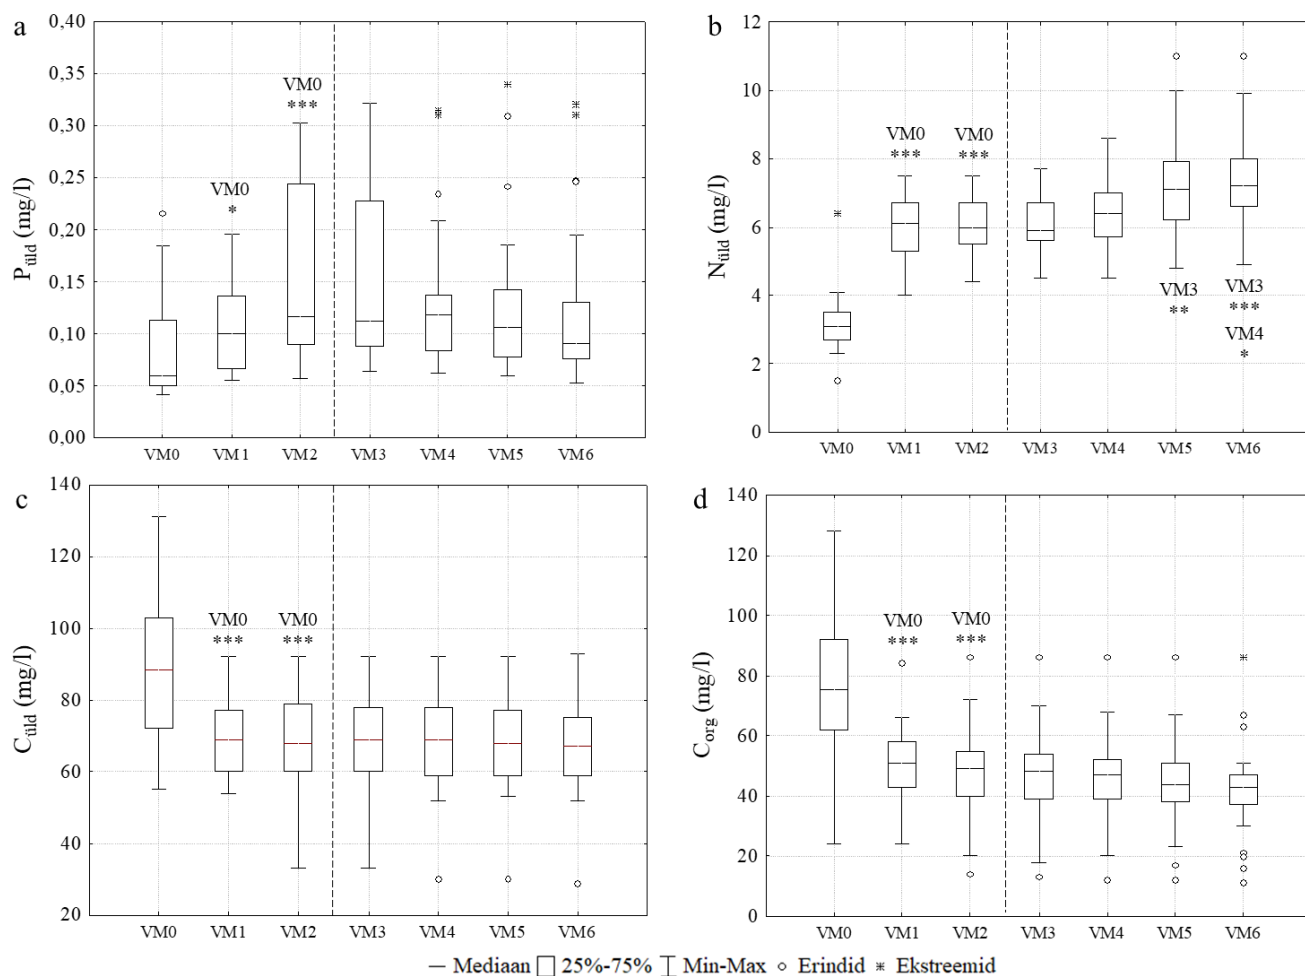 a
P_üld (mg/l)
0,40
0,35
0,30
0,25
0,20
0,15
0,10
0,05
0,00
VM0
*
VM0
***
VM0 VM1 VM2 VM3 VM4 VM5 VM6
b
N_üld (mg/l)
12
10
8
6
4
2
0
VM0
***
VM0
***
VM3
**
VM3
***
VM4
*
VM0 VM1 VM2 VM3 VM4 VM5 VM6
c
C_üld (mg/l)
140
120
100
80
60
40
20
VM0
***
VM0
***
VM0 VM1 VM2 VM3 VM4 VM5 VM6
d
C_org (mg/l)
140
120
100
80
60
40
20
0
VM0
***
VM0
***
VM0 VM1 VM2 VM3 VM4 VM5 VM6
Mediaan 25%-75% Min-Max Erindid Ekstreemid